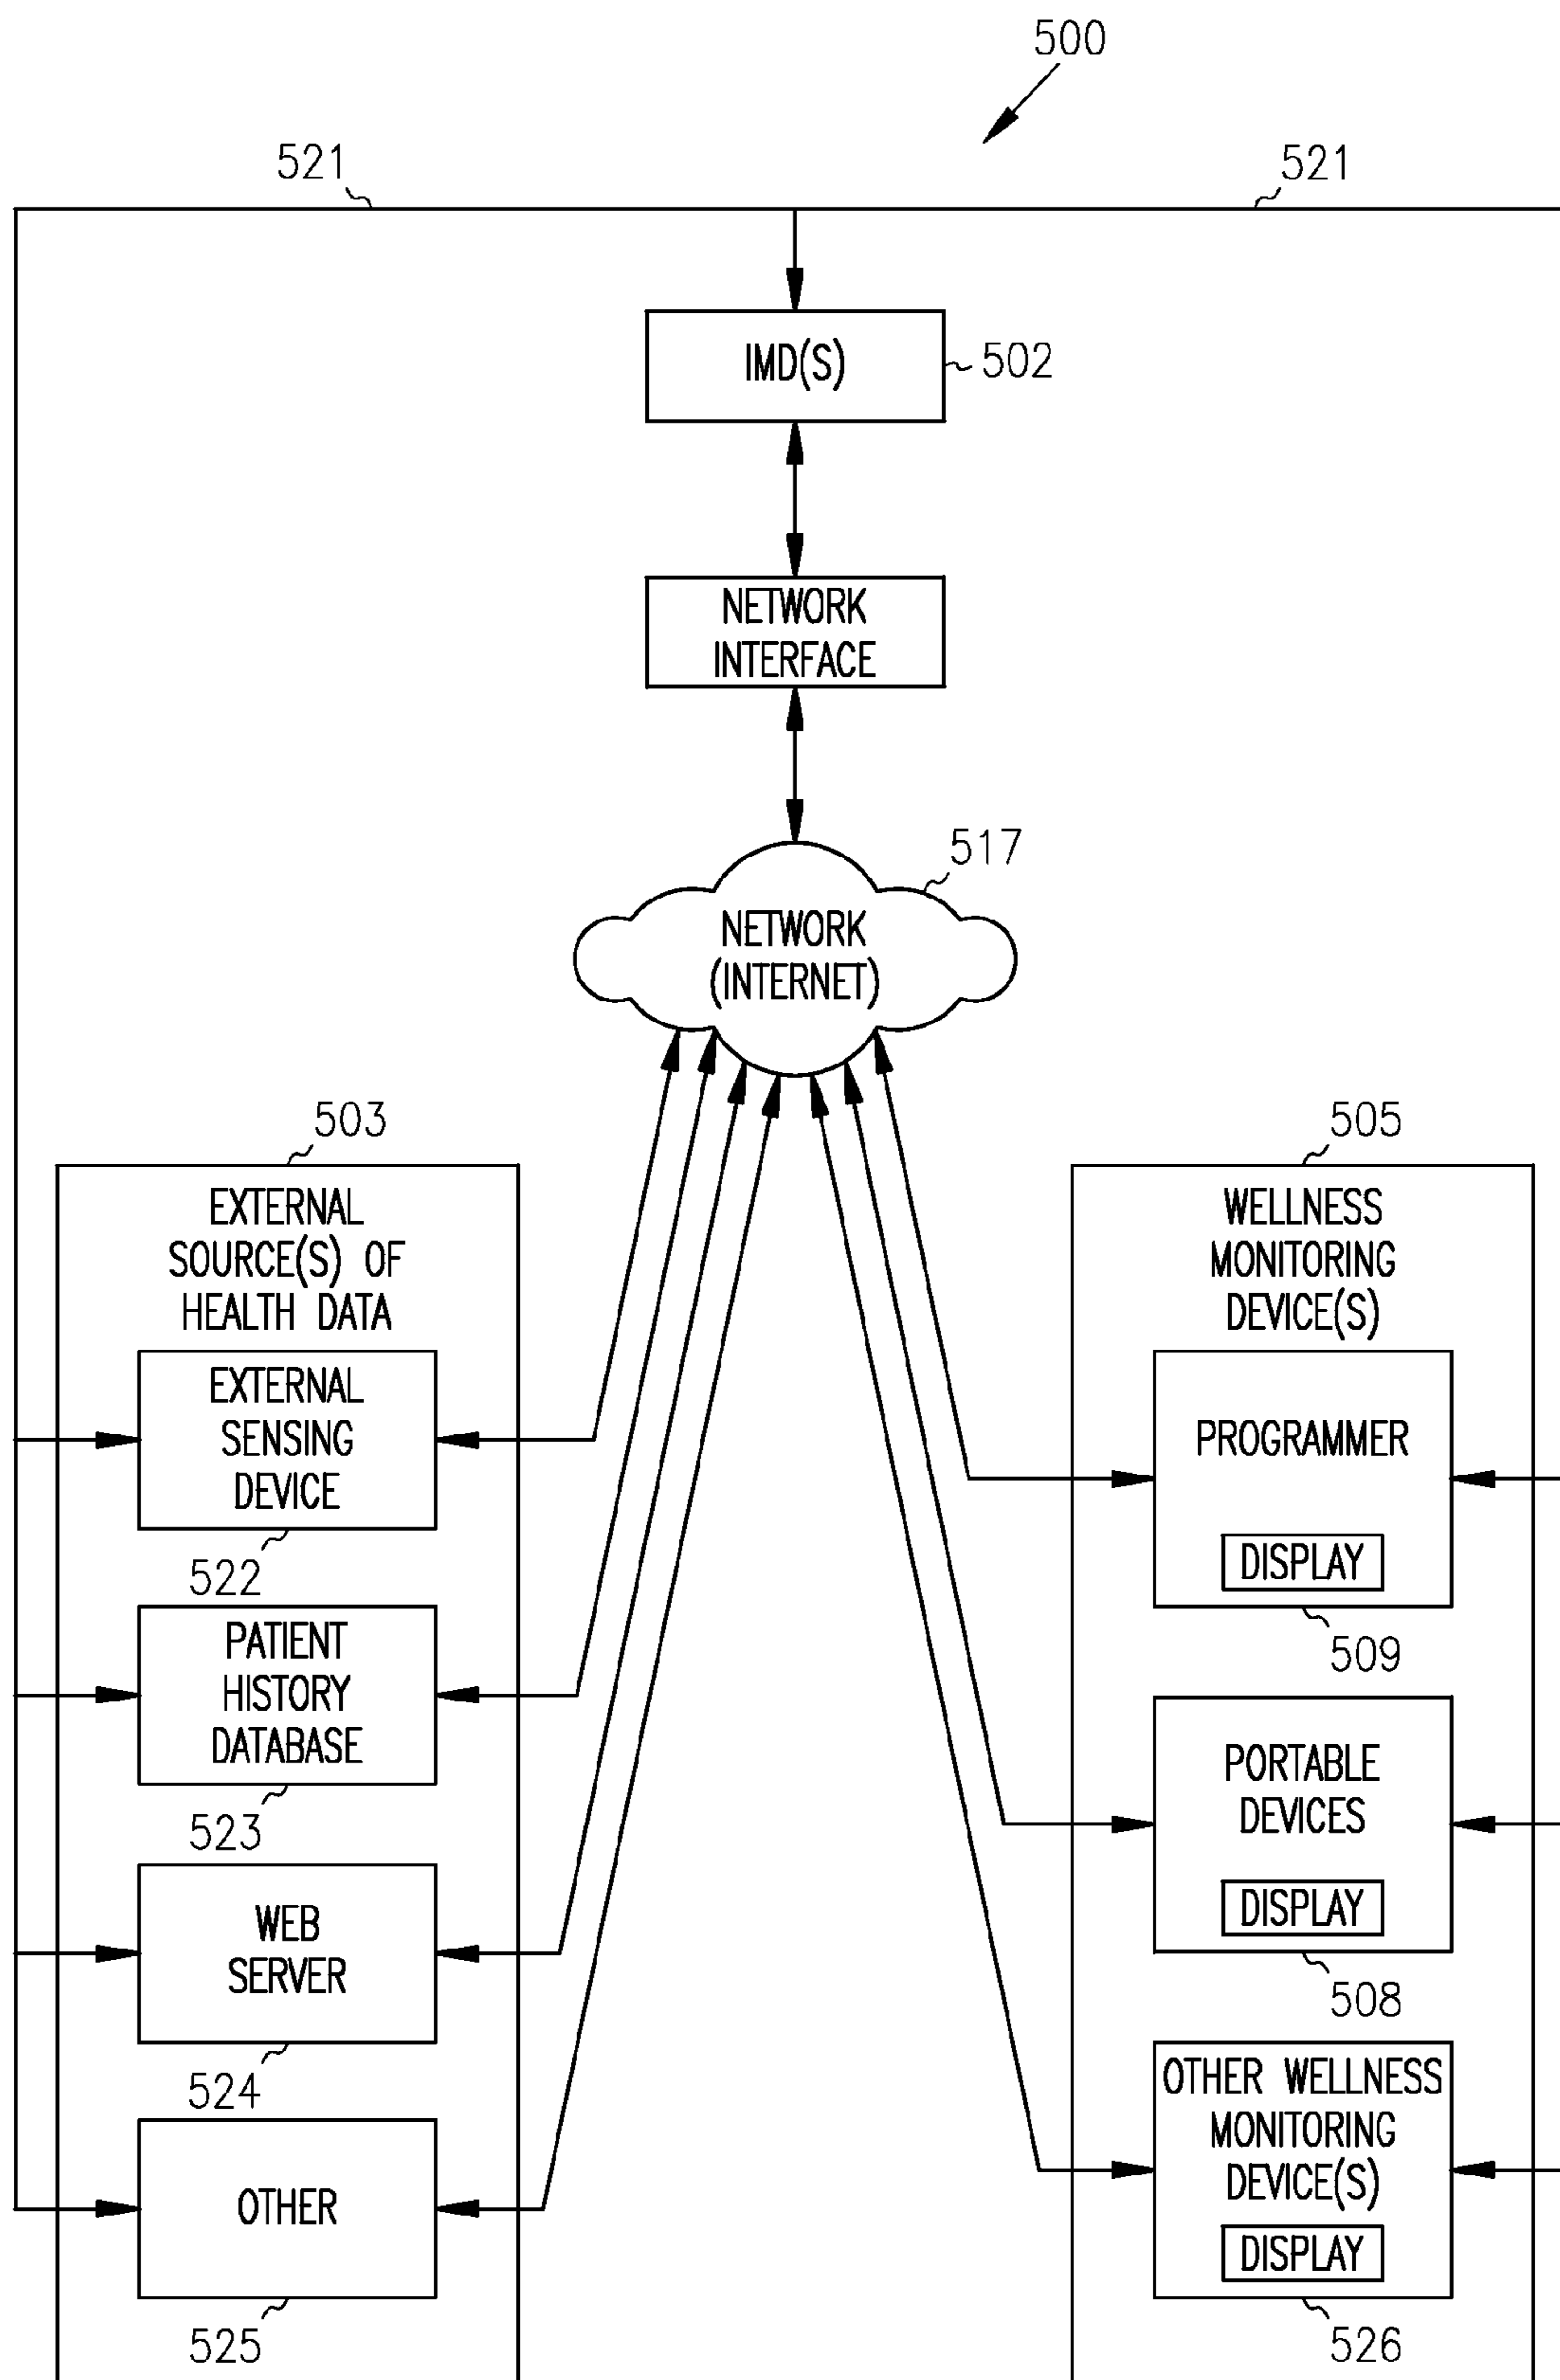 500
521
521
IMD(S)
502
NETWORK
INTERFACE
517
NETWORK
(INTERNET)
503
EXTERNAL
SOURCE(S) OF
HEALTH DATA
EXTERNAL
SENSING
DEVICE
522
PATIENT
HISTORY
DATABASE
523
WEB
SERVER
524
OTHER
525
505
WELLNESS
MONITORING
DEVICE(S)
PROGRAMMER
DISPLAY
509
PORTABLE
DEVICES
DISPLAY
508
OTHER WELLNESS
MONITORING
DEVICE(S)
DISPLAY
526